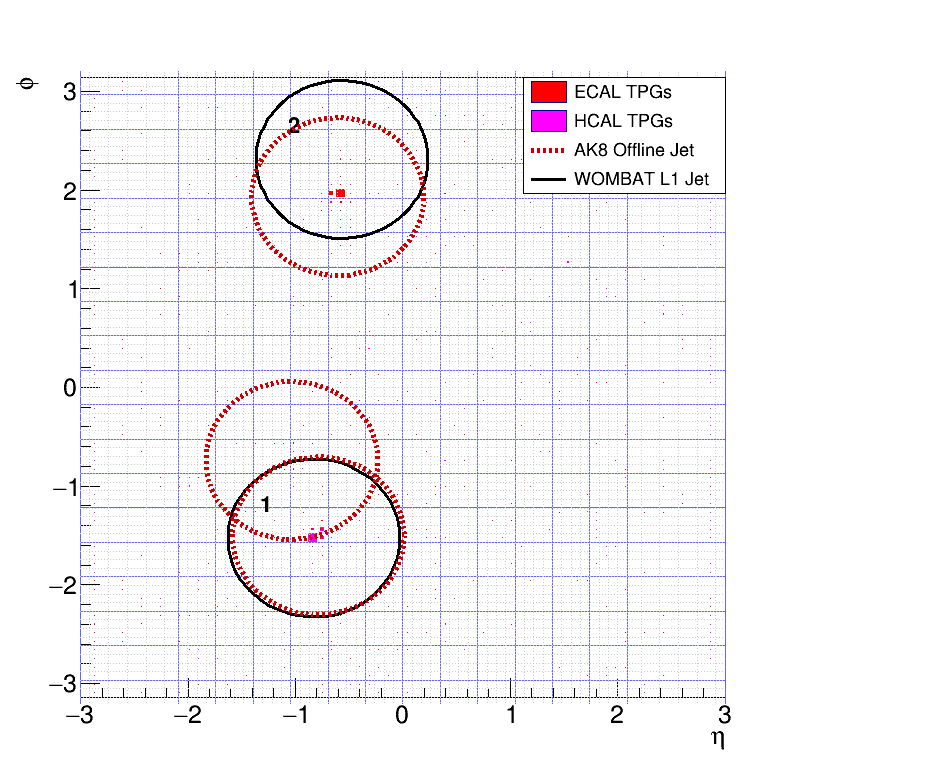 ϕ
3
2
1
0
−1
−2
−3
2
1
ECAL TPGs
HCAL TPGs
AK8 Offline Jet
WOMBAT L1 Jet
−3 −2 −1 0 1 2 3
η